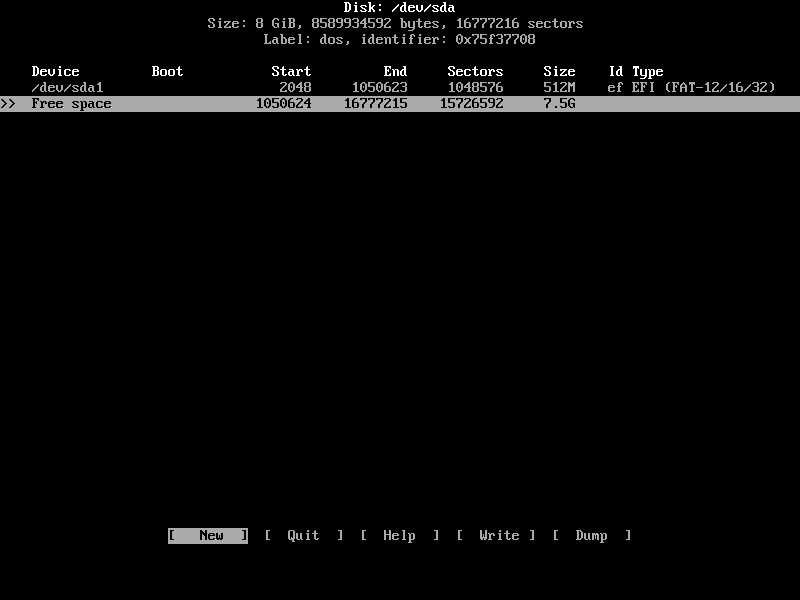 Disk: /dev/sda
Size: 8 GiB, 8589934592 bytes, 16777216 sectors
Label: dos, identifier: 0x75f37708
Device Boot Start End Sectors Size Id Type
/dev/sda1 2048 1050623 1048576 512M ef EFI (FAT-12/16/32)
>> Free space 1050624 16777215 15726592 7.5G
[ New ] [ Quit ] [ Help ] [ Write ] [ Dump ]